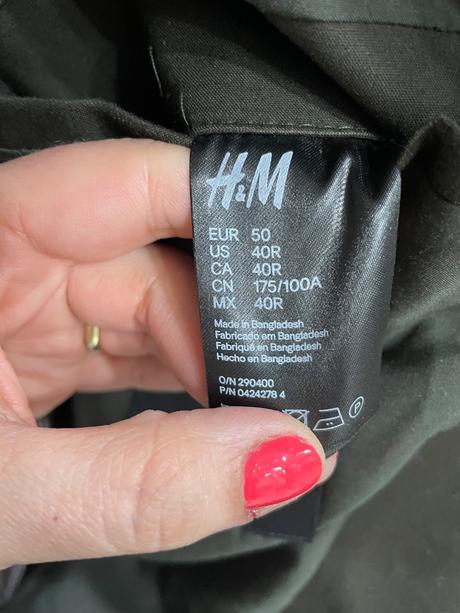 H&M
EUR 50
US 40R
CA 40R
CN 175/100A
MX 40R
Made in Bangladesh
Fabricado em Bangladesh
Fabriqué en Bangladesh
Hecho en Bangladesh
O/N 290400
P/N 0424278 4
P